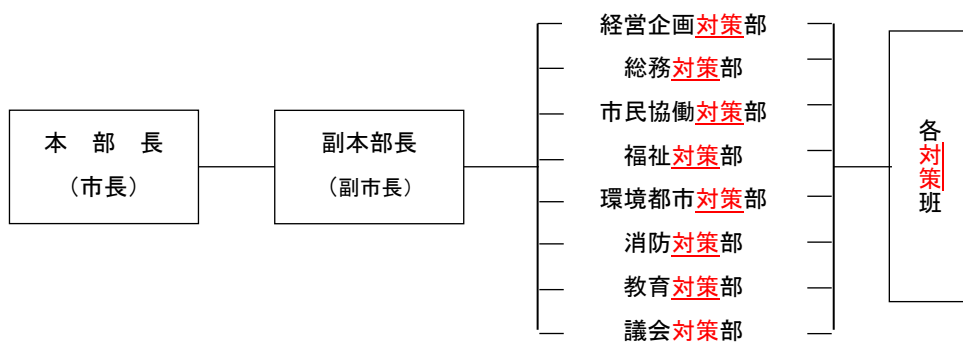 本 部 長
（市長）
副本部長
（副市長）
経営企画対策部
総務対策部
市民協働対策部
福祉対策部
環境都市対策部
消防対策部
教育対策部
議会対策部
各対策班